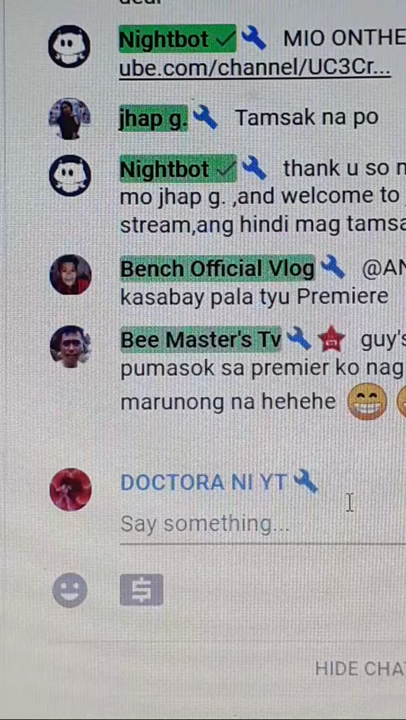 dear
Nightbot MIO ONTHE
ube.com/channel/UC3Cr...
jhap g. Tamsak na po
Nightbot thank u so m
mo jhap g. ,and welcome to
stream,ang hindi mag tamsa
Bench Official Vlog @AN
kasabay pala tyu Premiere
Bee Master's Tv guy's
pumasok sa premier ko nag
marunong na hehehe
DOCTORA NI YT
Say something...
HIDE CHA